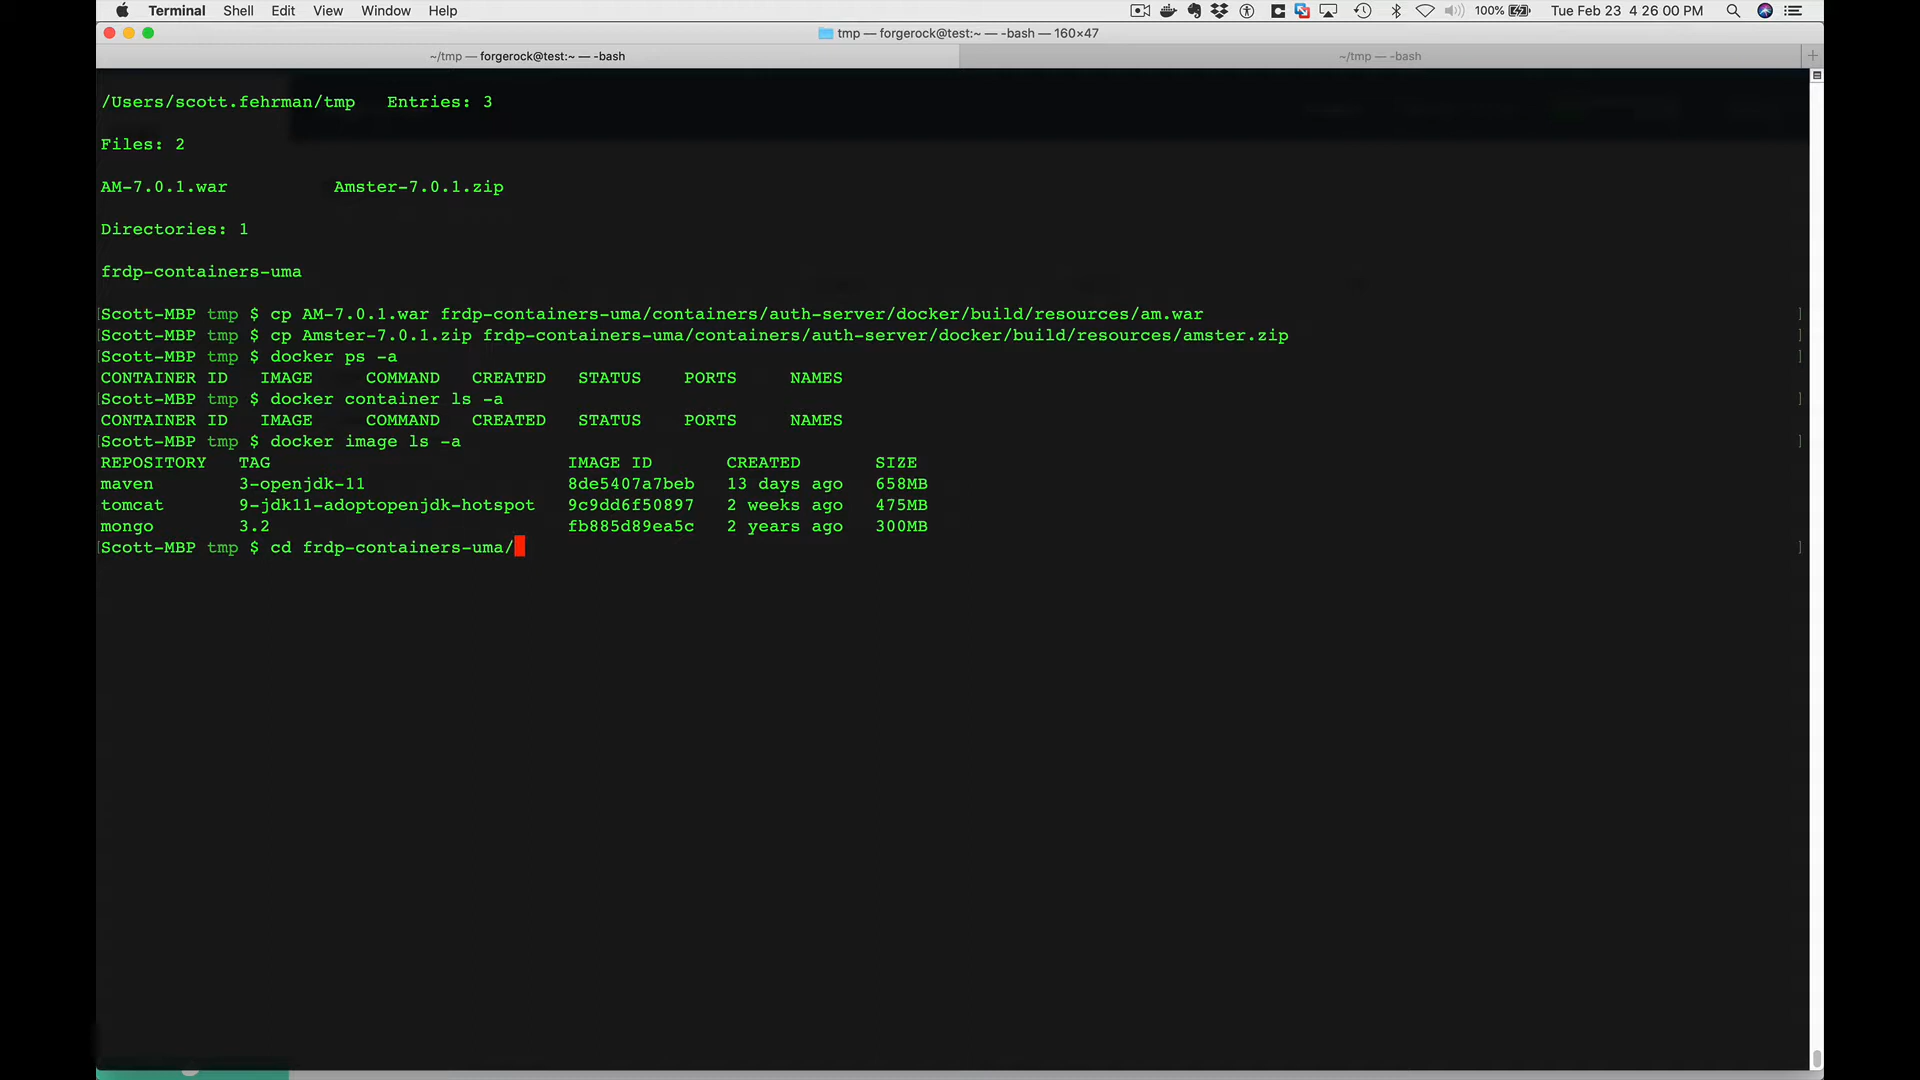 Terminal Shell Edit View Window Help 100% Tue Feb 23 4 26 00 PM
tmp — forgerock@test:~ — -bash — 160×47
~/tmp — forgerock@test:~ — -bash ~/tmp — -bash
/Users/scott.fehrman/tmp Entries: 3
Files: 2
AM-7.0.1.war Amster-7.0.1.zip
Directories: 1
frdp-containers-uma
[Scott-MBP tmp $ cp AM-7.0.1.war frdp-containers-uma/containers/auth-server/docker/build/resources/am.war ]
[Scott-MBP tmp $ cp Amster-7.0.1.zip frdp-containers-uma/containers/auth-server/docker/build/resources/amster.zip ]
[Scott-MBP tmp $ docker ps -a ]
CONTAINER ID IMAGE COMMAND CREATED STATUS PORTS NAMES
[Scott-MBP tmp $ docker container ls -a ]
CONTAINER ID IMAGE COMMAND CREATED STATUS PORTS NAMES
[Scott-MBP tmp $ docker image ls -a ]
REPOSITORY TAG IMAGE ID CREATED SIZE
maven 3-openjdk-11 8de5407a7beb 13 days ago 658MB
tomcat 9-jdk11-adoptopenjdk-hotspot 9c9dd6f50897 2 weeks ago 475MB
mongo 3.2 fb885d89ea5c 2 years ago 300MB
[Scott-MBP tmp $ cd frdp-containers-uma/ ]